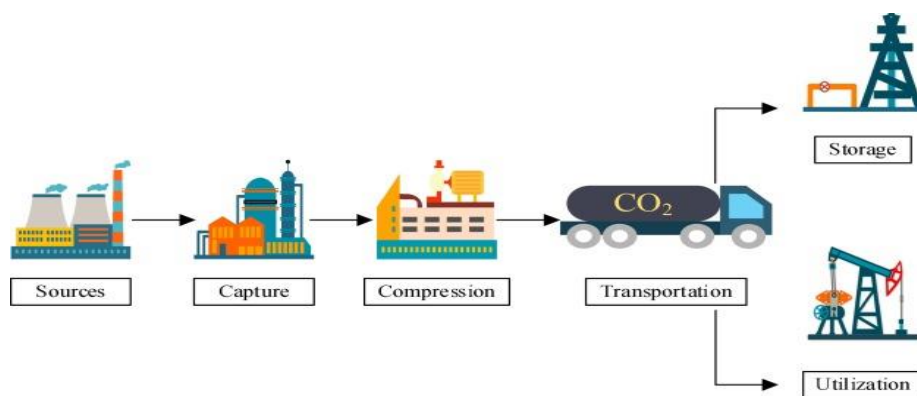 Sources
Capture
Compression
CO₂
Transportation
Storage
Utilization